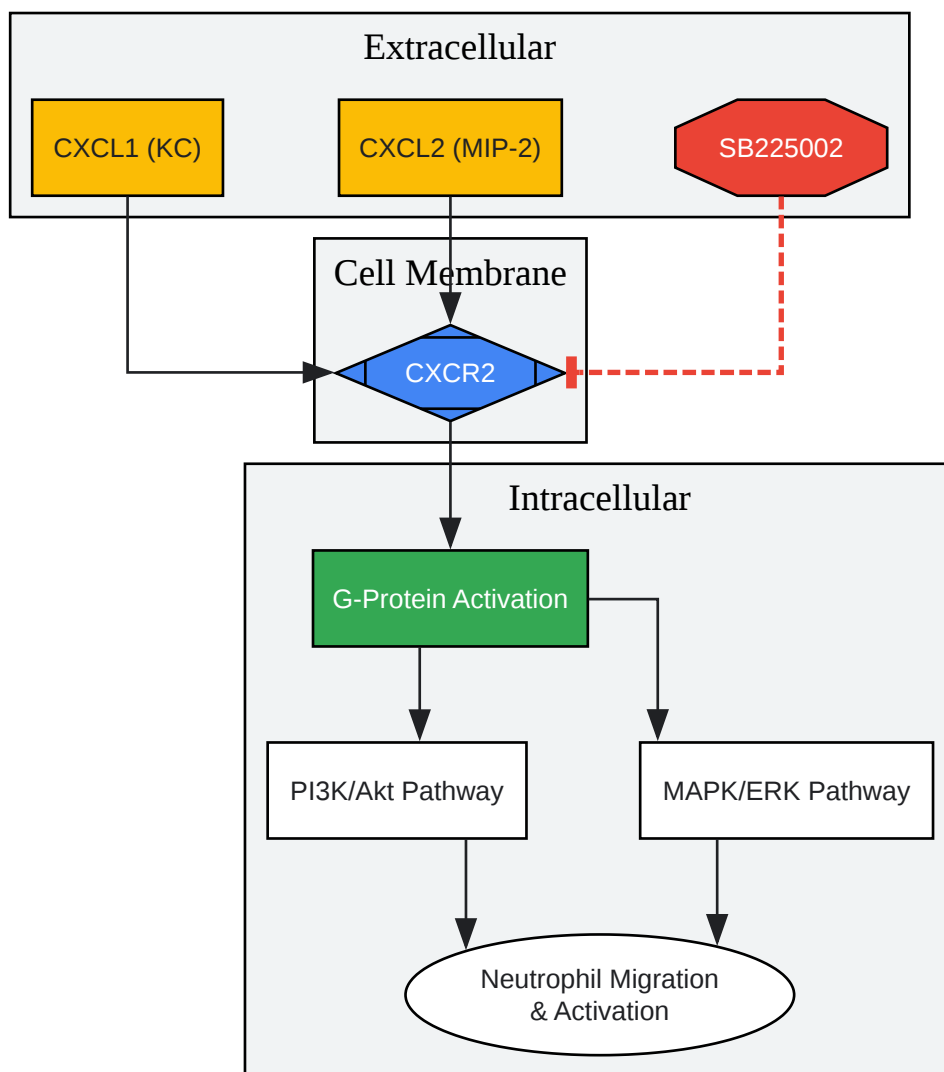 Extracellular
CXCL1 (KC)
CXCL2 (MIP-2)
SB225002
Cell Membrane
CXCR2
Intracellular
G-Protein Activation
PI3K/Akt Pathway
MAPK/ERK Pathway
Neutrophil Migration
& Activation